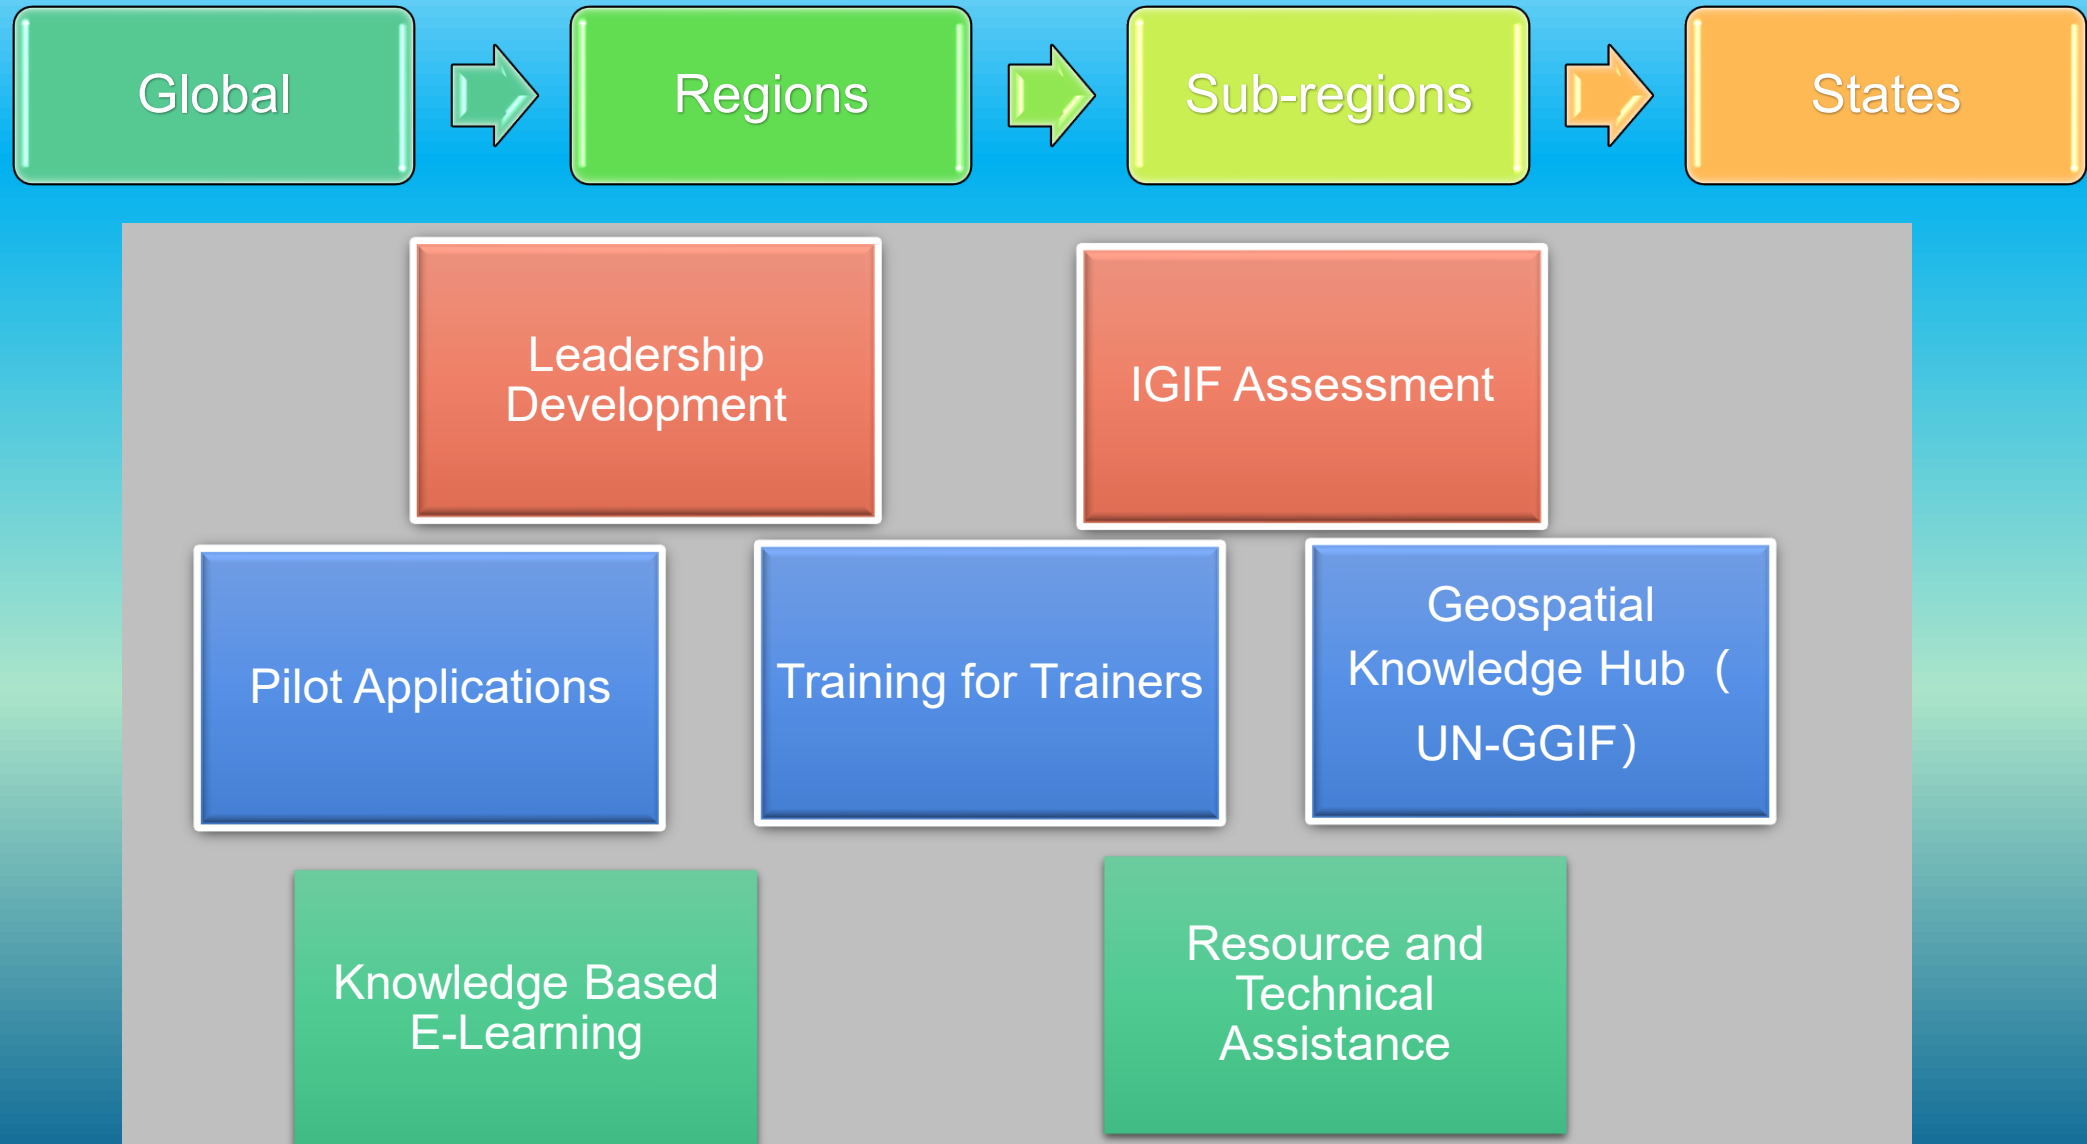 Global
Regions
Sub-regions
States
Leadership
Development
IGIF Assessment
Pilot Applications
Training for Trainers
Geospatial
Knowledge Hub（
UN-GGIF）
Knowledge Based
E-Learning
Resource and
Technical
Assistance